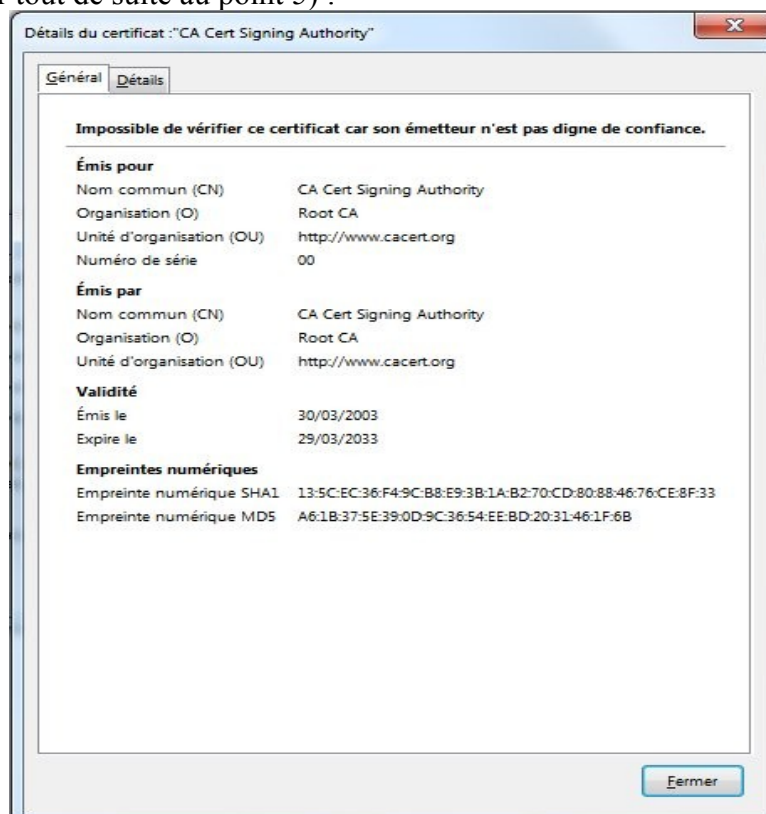 tout de suite au point 5) :
Détails du certificat :"CA Cert Signing Authority"
Général Détails
Impossible de vérifier ce certificat car son émetteur n'est pas digne de confiance.
Émis pour
Nom commun (CN) CA Cert Signing Authority
Organisation (O) Root CA
Unité d'organisation (OU) http://www.cacert.org
Numéro de série 00
Émis par
Nom commun (CN) CA Cert Signing Authority
Organisation (O) Root CA
Unité d'organisation (OU) http://www.cacert.org
Validité
Émis le 30/03/2003
Expire le 29/03/2033
Empreintes numériques
Empreinte numérique SHA1 13:5C:EC:36:F4:9C:B8:E9:3B:1A:B2:70:CD:80:88:46:76:CE:8F:33
Empreinte numérique MD5 A6:1B:37:5E:39:0D:9C:36:54:EE:BD:20:31:46:1F:6B
Fermer